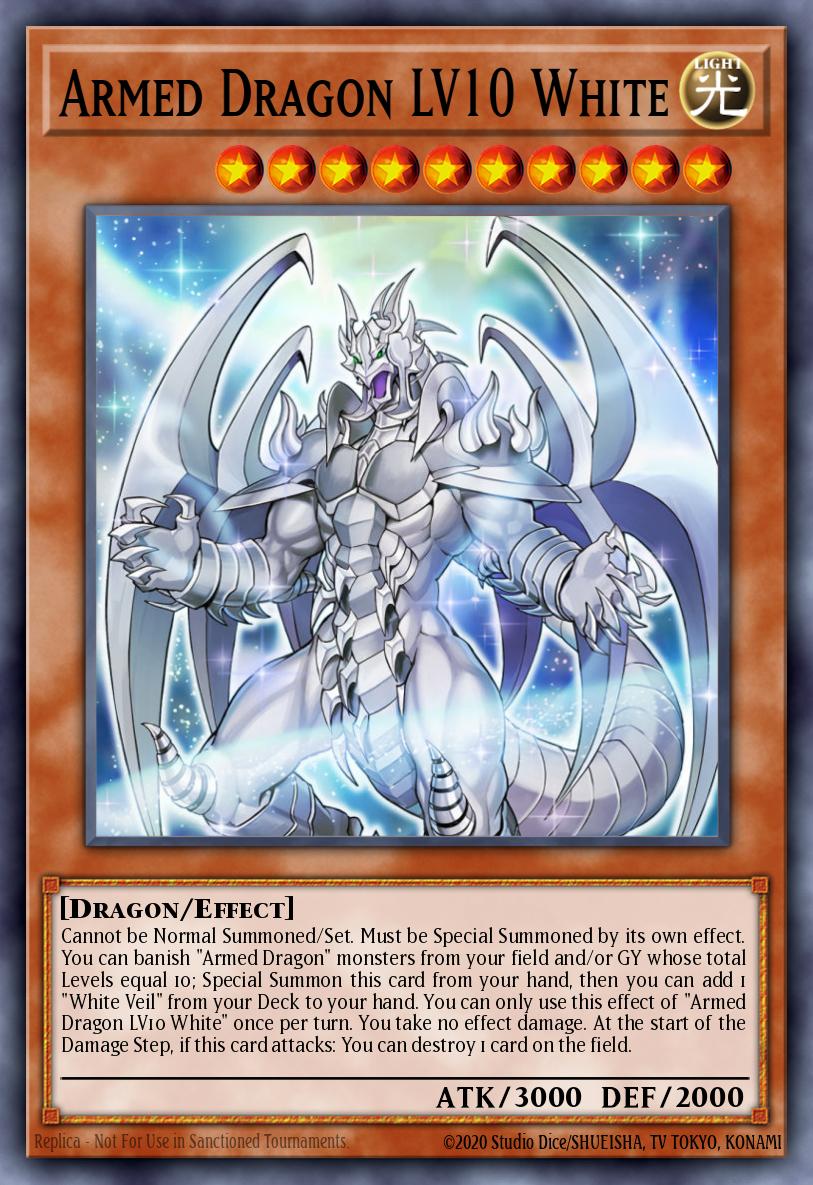 Armed Dragon LV10 White
LIGHT
光
[Dragon/Effect]
Cannot be Normal Summoned/Set. Must be Special Summoned by its own effect.
You can banish "Armed Dragon" monsters from your field and/or GY whose total
Levels equal 10; Special Summon this card from your hand, then you can add 1
"White Veil" from your Deck to your hand. You can only use this effect of "Armed
Dragon LV10 White" once per turn. You take no effect damage. At the start of the
Damage Step, if this card attacks: You can destroy 1 card on the field.
ATK/3000 DEF/2000
Replica - Not For Use in Sanctioned Tournaments.
©2020 Studio Dice/SHUEISHA, TV TOKYO, KONAMI